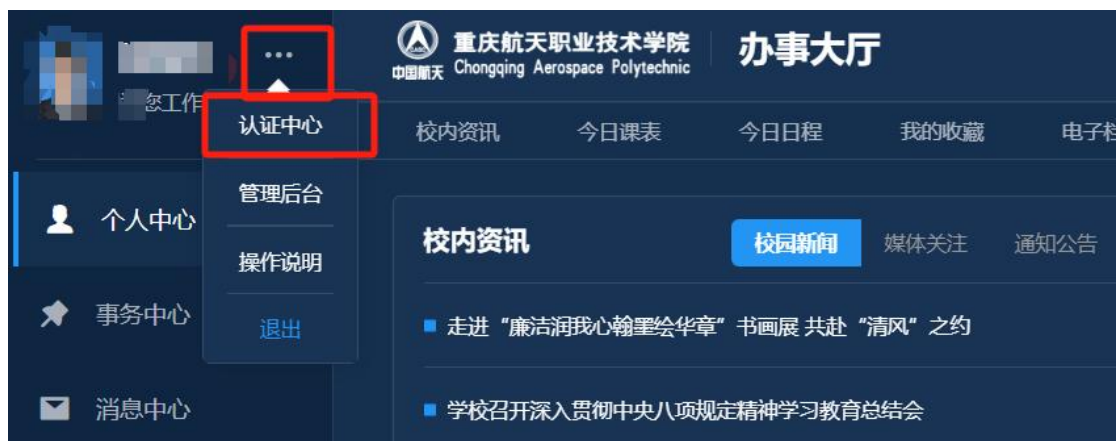 ...
您工作
认证中心
管理后台
操作说明
退出
个人中心
事务中心
消息中心
中国航天
重庆航天职业技术学院
Chongqing Aerospace Polytechnic
办事大厅
校内资讯 今日课表 今日日程 我的收藏 电子档
校内资讯 校园新闻 媒体关注 通知公告
走进“廉洁润我心翰墨绘华章”书画展 共赴“清风”之约
学校召开深入贯彻中央八项规定精神学习教育总结会